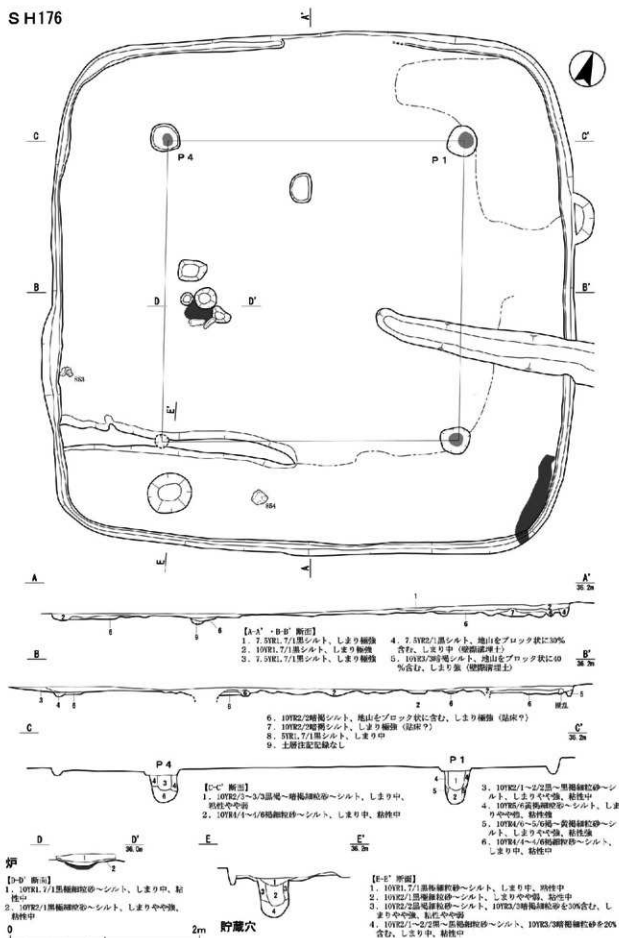 SH176
A'
C
C'
P4
P1
B
B'
D
D'
S53
E'
S54
E
A
A
A'
36.2m
1
【A-A'・B-B' 断面】
1. 7.5YR1.7/1黒シルト、しまり極強
2. 10YR1.7/1黒シルト、しまり極強
3. 7.5YR1.7/1黒シルト、しまり極強
4. 7.5YR2/1黒シルト、地山をブロック状に30%
含む、しまり中（壁際溝埋土）
5. 10YR3/3暗褐シルト、地山をブロック状に40
%含む、しまり強（壁際溝埋土）
B
B'
36.2m
6. 10YR2/2暗褐シルト、地山をブロック状に含む、しまり極強（貼床？）
7. 10YR2/2暗褐シルト、しまり極強（貼床？）
8. 5YR1.7/1黒シルト、しまり中
9. 土層注記記録なし
C
C'
36.2m
P4
P1
【C-C' 断面】
1. 10YR2/3～3/3黒褐～暗褐細粒砂～シルト、しまり中、
粘性やや弱
2. 10YR4/4～4/6褐細粒砂～シルト、しまり中、粘性中
3. 10YR2/1～2/2黒～黒褐細粒砂～シ
ルト、しまりやや強、粘性中
4. 10YR5/6黄褐細粒砂～シルト、しま
りやや強、粘性強
5. 10YR4/6～5/6褐～黄褐細粒砂～シ
ルト、しまりやや強、粘性強
6. 10YR4/4～4/6褐細粒砂～シルト、
しまり中、粘性中
D
D'
36.0m
炉
【D-D' 断面】
1. 10YR1.7/1黒極細粒砂～シルト、しまり中、粘
性中
2. 10YR2/1黒極細粒砂～シルト、しまりやや強、
粘性中
E
E'
36.2m
貯蔵穴
【E-E' 断面】
1. 10YR1.7/1黒極細粒砂～シルト、しまり中、粘性中
2. 10YR2/1黒極細粒砂～シルト、しまりやや弱、粘性中
3. 10YR2/2黒褐細粒砂～シルト、10YR3/3暗褐細粒砂を30%含む、し
まりやや強、粘性やや弱
4. 10YR2/1～2/2黒～黒褐細粒砂～シルト、10YR3/3暗褐細粒砂を20%
含む、しまり中、粘性中
0
2m